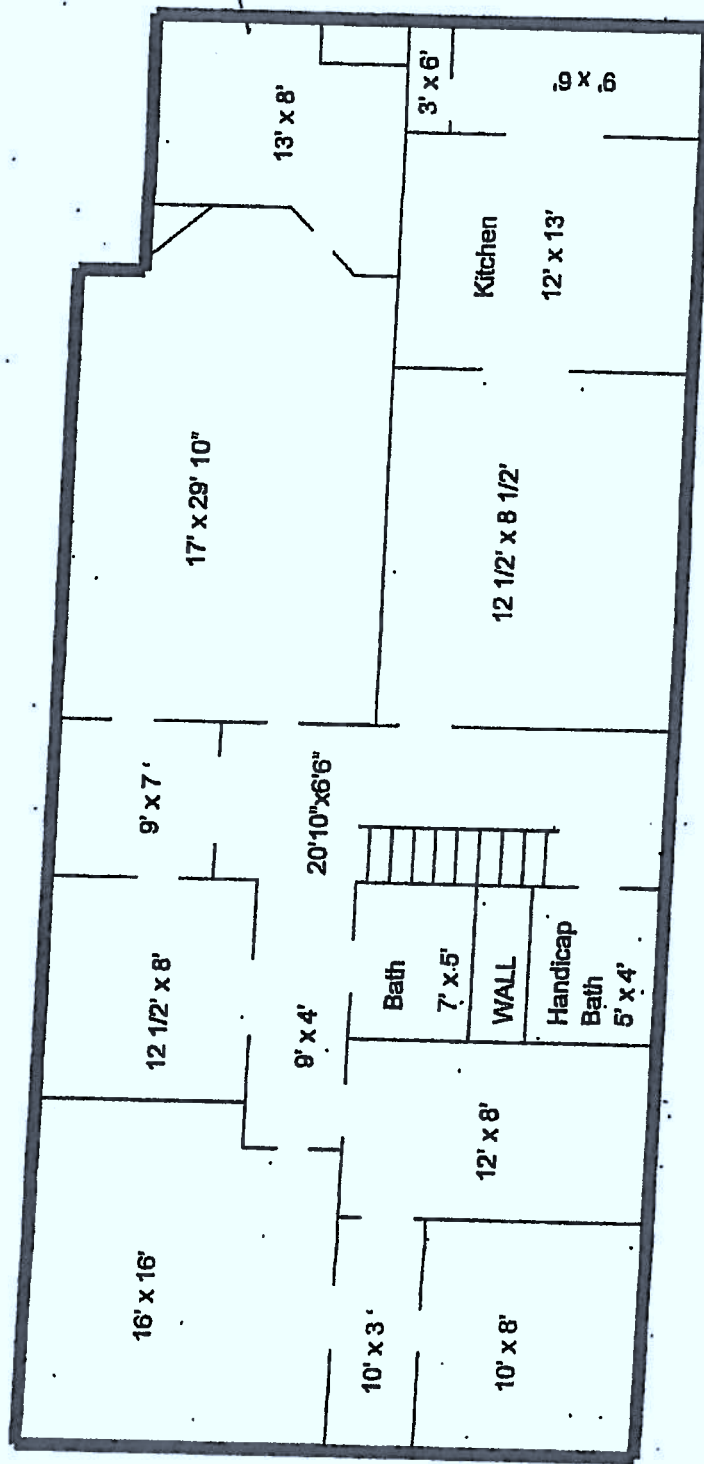 16' x 16'
12 1/2' x 8'
9' x 7 '
17' x 29' 10"
13' x 8'
9' x 4'
20'10"x6'6"
10' x 3 '
Bath
7' x 5'
3' x 6'
Kitchen
12' x 13'
12' x 8'
WALL
10' x 8'
12 1/2' x 8 1/2'
Handicap
Bath
5' x 4'
9' x 6'